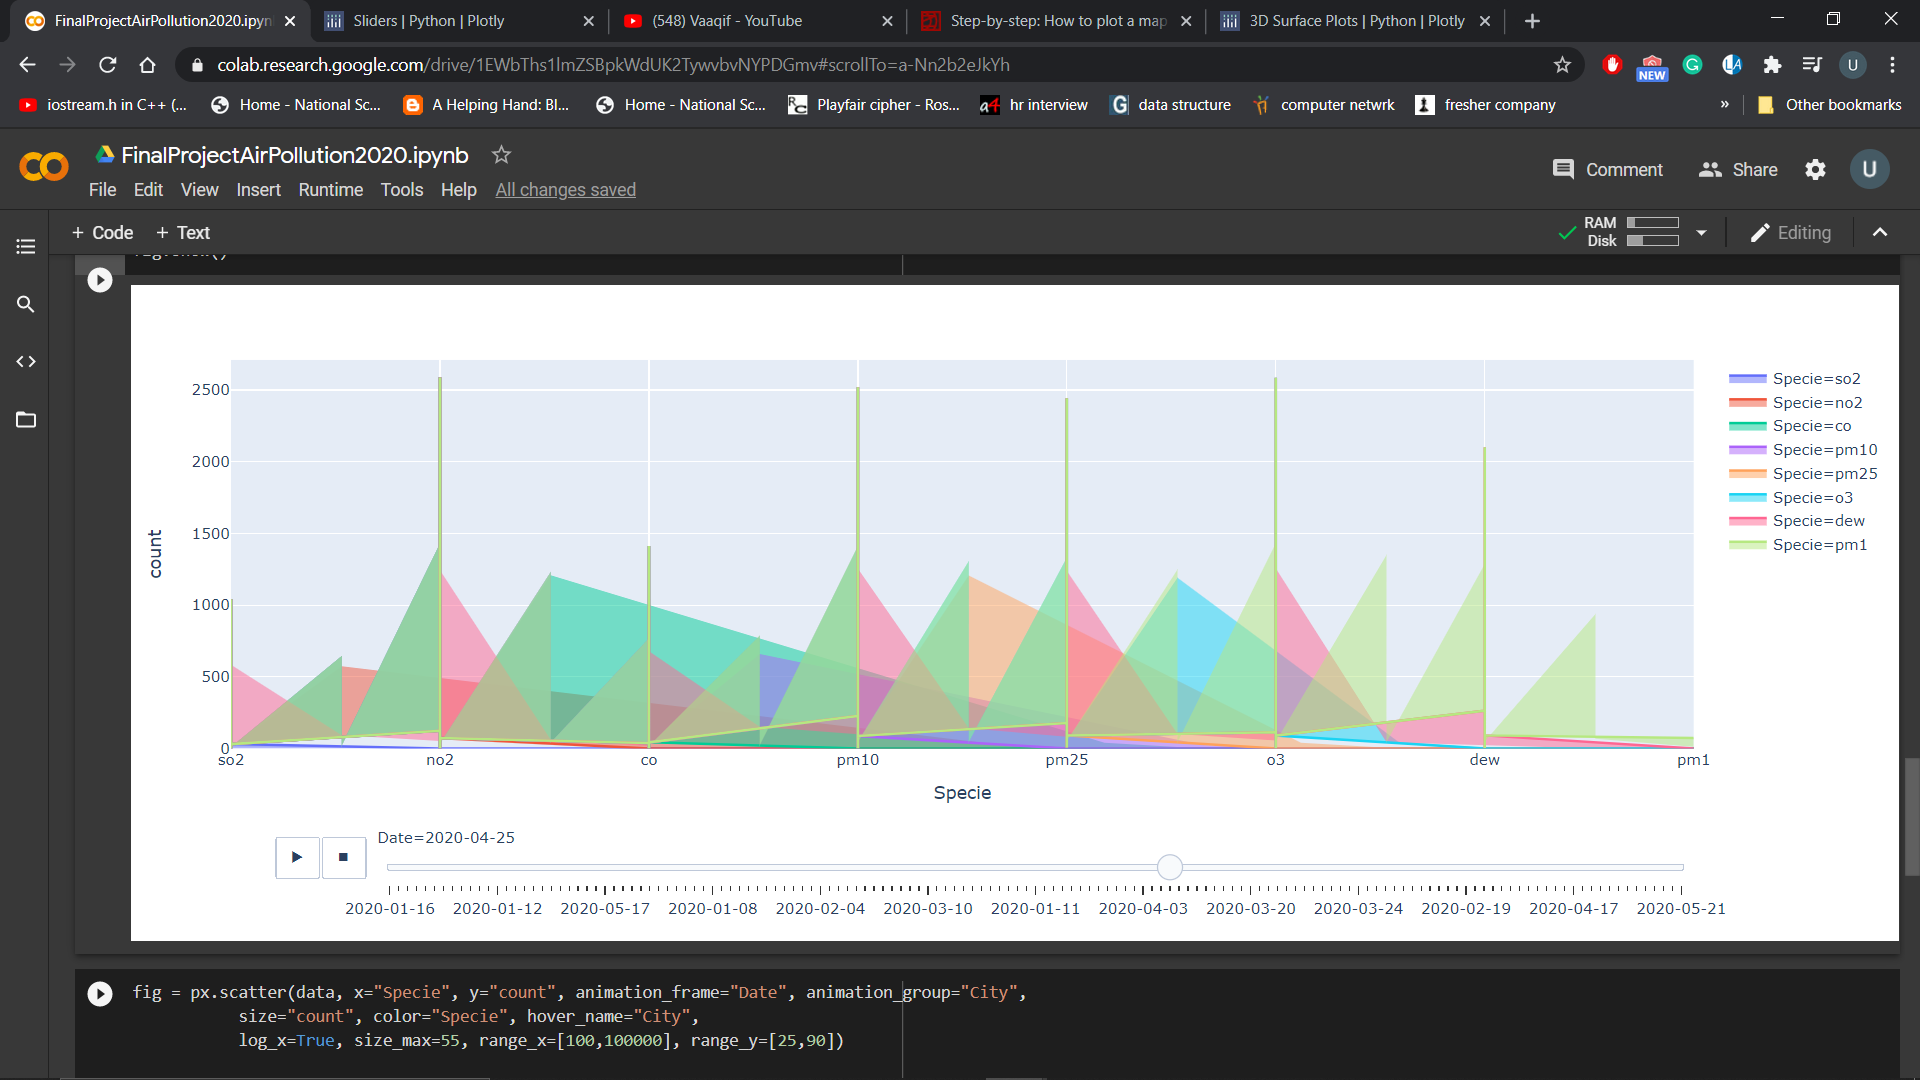 FinalProjectAirPollution2020.ipyn
Sliders | Python | Plotly
(548) Vaaqif - YouTube
Step-by-step: How to plot a map
3D Surface Plots | Python | Plotly
colab.research.google.com/drive/1EWbThs1lmZSBpkWdUK2TywvbvNYPDGmv#scrollTo=a-Nn2b2eJkYh
NEW
U
iostream.h in C++ (...
Home - National Sc...
A Helping Hand: Bl...
Home - National Sc...
Playfair cipher - Ros...
hr interview
data structure
computer netwrk
fresher company
»
Other bookmarks
FinalProjectAirPollution2020.ipynb
Comment
Share
U
File Edit View Insert Runtime Tools Help All changes saved
+ Code + Text
RAM
Disk
Editing
2500
2000
1500
1000
500
0
count
so2 no2 co pm10 pm25 o3 dew pm1
Specie
Specie=so2
Specie=no2
Specie=co
Specie=pm10
Specie=pm25
Specie=o3
Specie=dew
Specie=pm1
Date=2020-04-25
2020-01-16 2020-01-12 2020-05-17 2020-01-08 2020-02-04 2020-03-10 2020-01-11 2020-04-03 2020-03-20 2020-03-24 2020-02-19 2020-04-17 2020-05-21
fig = px.scatter(data, x="Specie", y="count", animation_frame="Date", animation_group="City",
size="count", color="Specie", hover_name="City",
log_x=True, size_max=55, range_x=[100,100000], range_y=[25,90])